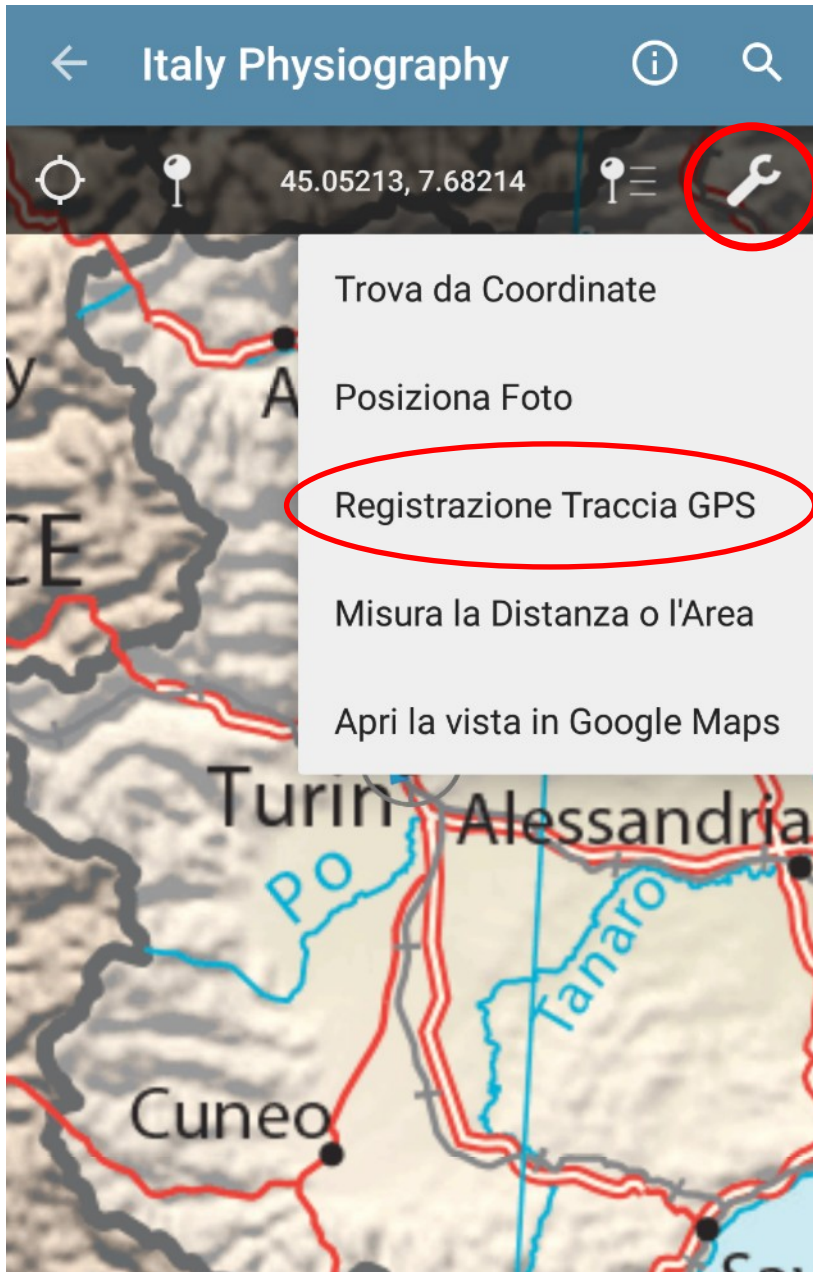 Italy Physiography
45.05213, 7.68214
Trova da Coordinate
Posiziona Foto
Registrazione Traccia GPS
Misura la Distanza o l'Area
Apri la vista in Google Maps
y
A
CE
Turin
Alessandria
Po
Tanaro
Cuneo